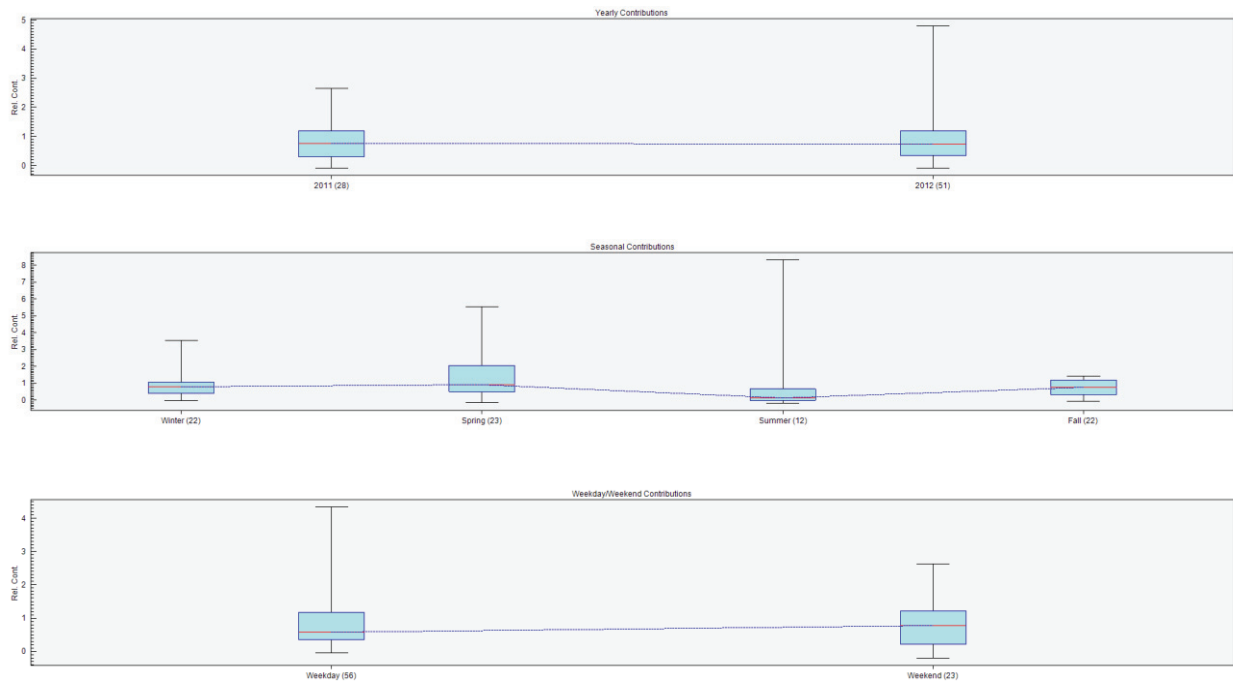 Yearly Contributions
5
4
3
2
1
0
Rel. Cont.
2011 (28)
2012 (51)
Seasonal Contributions
8
7
6
5
4
3
2
1
0
Rel. Cont.
Winter (22)
Spring (23)
Summer (12)
Fall (22)
Weekday/Weekend Contributions
4
3
2
1
0
Rel. Cont.
Weekday (56)
Weekend (23)